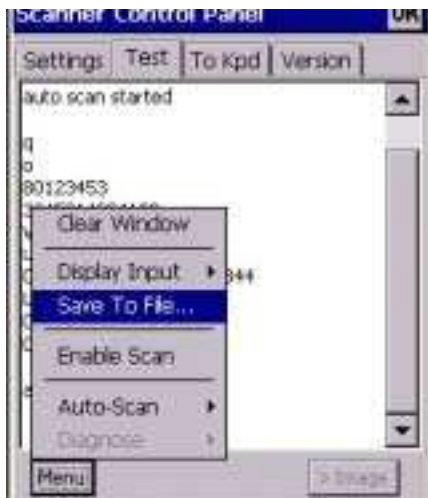 Scanner Control Panel OK
Settings Test To Kpd Version
auto scan started
q
o
80123453
Clear Window
Display Input
344
Save To File...
Enable Scan
Auto-Scan
Diagnose
Menu > Image